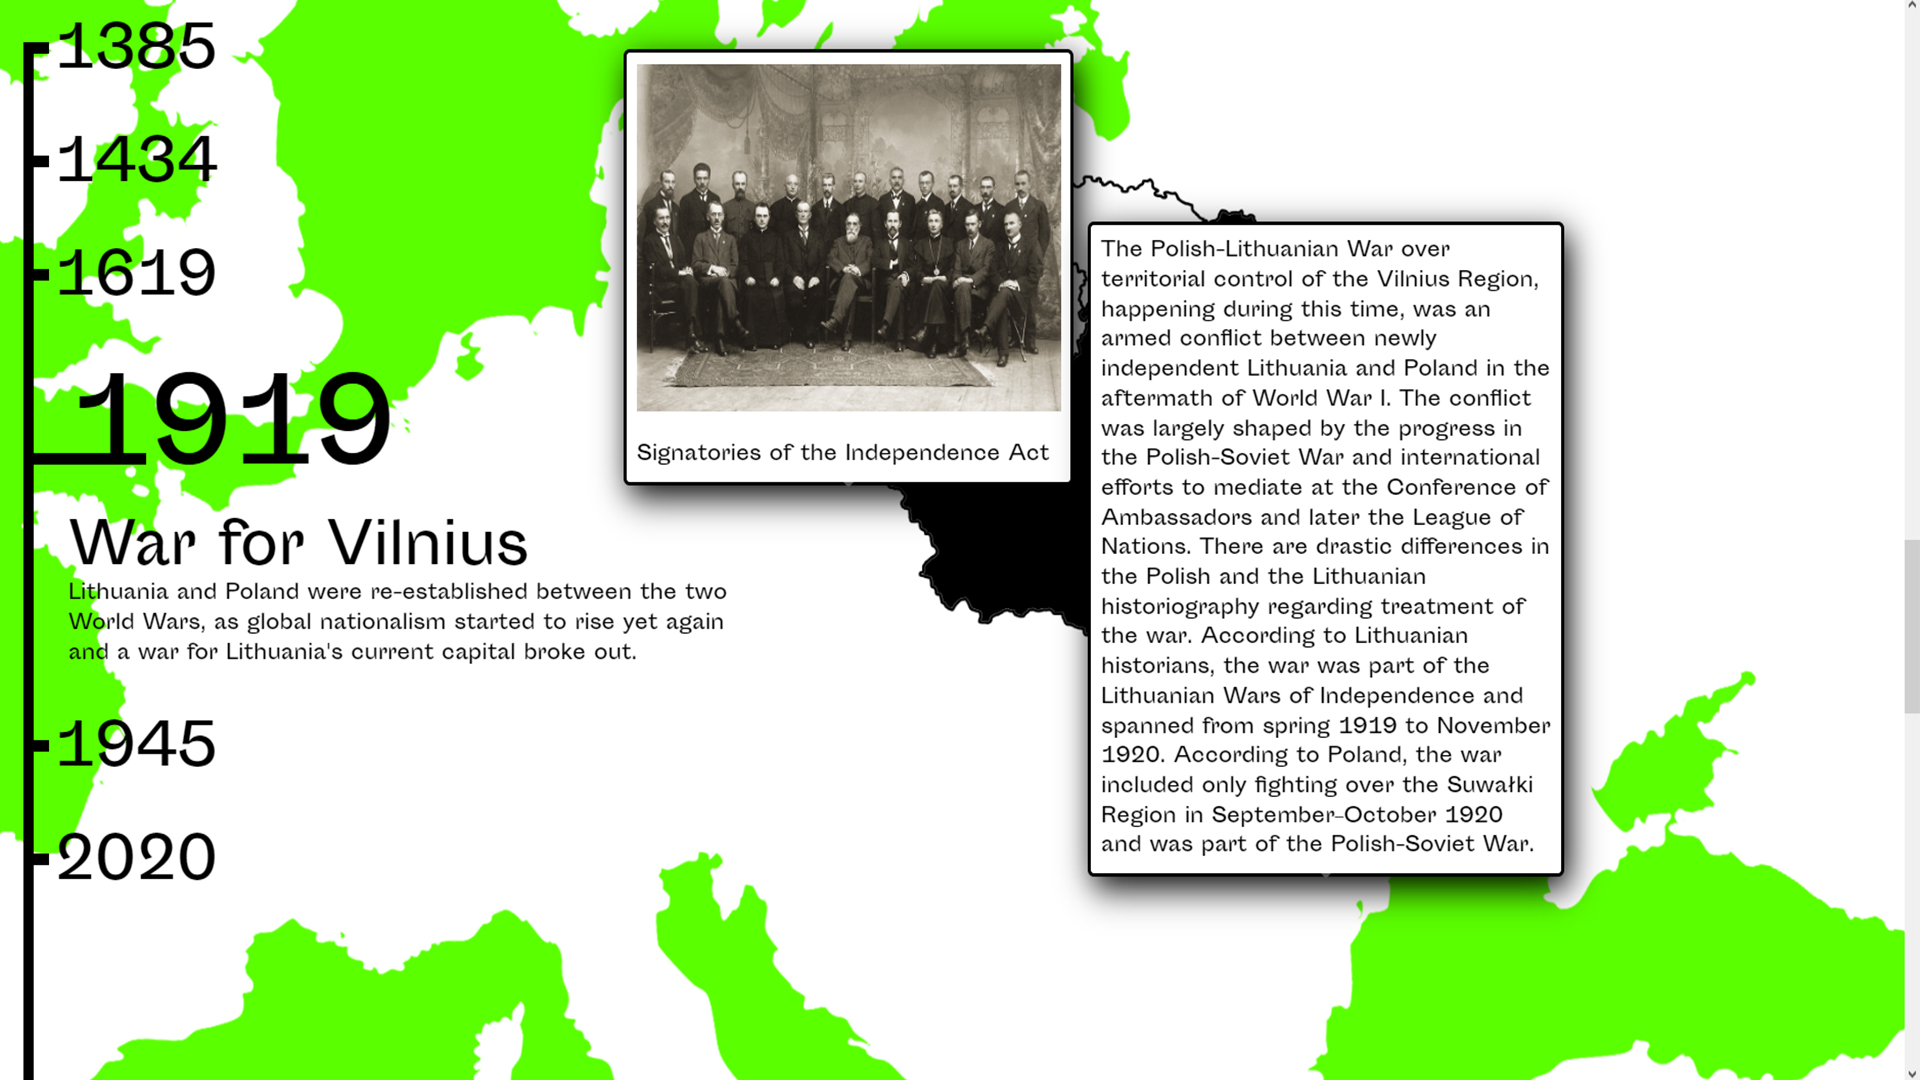 1385
1434
1619
1919
War for Vilnius
Lithuania and Poland were re-established between the two
World Wars, as global nationalism started to rise yet again
and a war for Lithuania's current capital broke out.
1945
2020
Signatories of the Independence Act
The Polish-Lithuanian War over
territorial control of the Vilnius Region,
happening during this time, was an
armed conflict between newly
independent Lithuania and Poland in the
aftermath of World War I. The conflict
was largely shaped by the progress in
the Polish-Soviet War and international
efforts to mediate at the Conference of
Ambassadors and later the League of
Nations. There are drastic differences in
the Polish and the Lithuanian
historiography regarding treatment of
the war. According to Lithuanian
historians, the war was part of the
Lithuanian Wars of Independence and
spanned from spring 1919 to November
1920. According to Poland, the war
included only fighting over the Suwałki
Region in September–October 1920
and was part of the Polish-Soviet War.